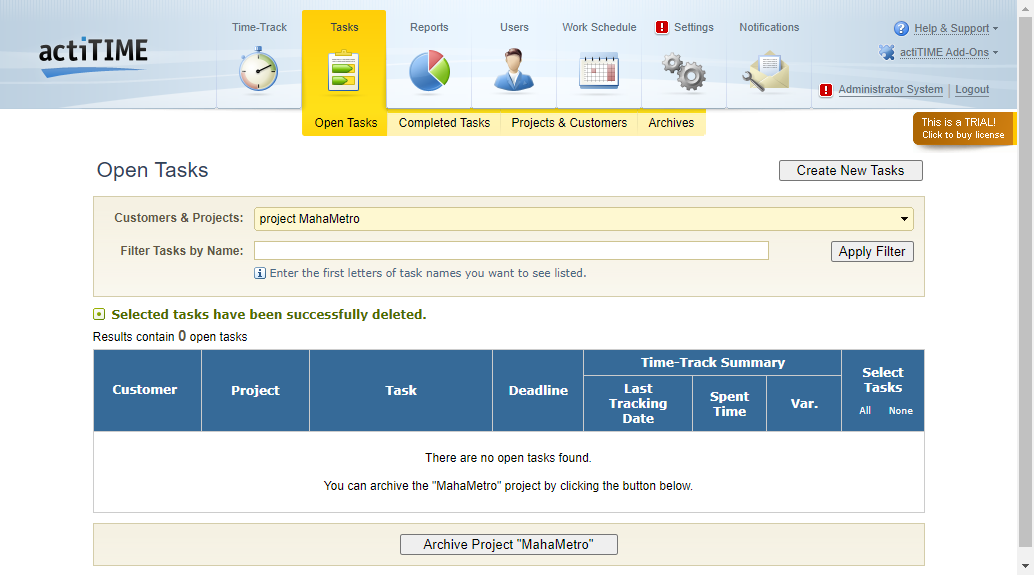 actiTIME
Time-Track
Tasks
Reports
Users
Work Schedule
Settings
Notifications
Help & Support
actiTIME Add-Ons
Administrator System | Logout
Open Tasks
Completed Tasks
Projects & Customers
Archives
This is a TRIAL!
Click to buy license
Open Tasks
Create New Tasks
Customers & Projects: project MahaMetro
Filter Tasks by Name:
Apply Filter
Enter the first letters of task names you want to see listed.
Selected tasks have been successfully deleted.
Results contain 0 open tasks
Customer
Project
Task
Deadline
Time-Track Summary
Last
Tracking
Date
Spent
Time
Var.
Select
Tasks
All None
There are no open tasks found.
You can archive the "MahaMetro" project by clicking the button below.
Archive Project "MahaMetro"